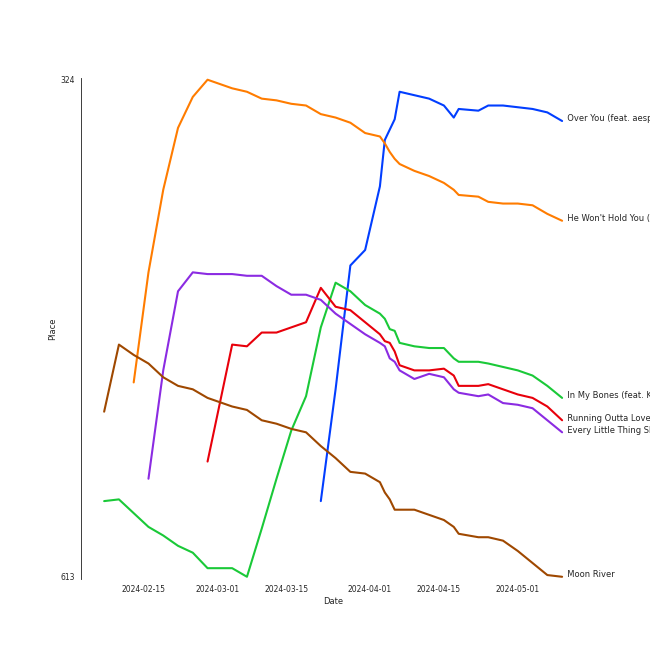 324
Over You (feat. aesp
He Won't Hold You (
Place
In My Bones (feat. K
Running Outta Love
Every Little Thing S
Moon River
613
2024-02-15 2024-03-01 2024-03-15 2024-04-01 2024-04-15 2024-05-01
Date